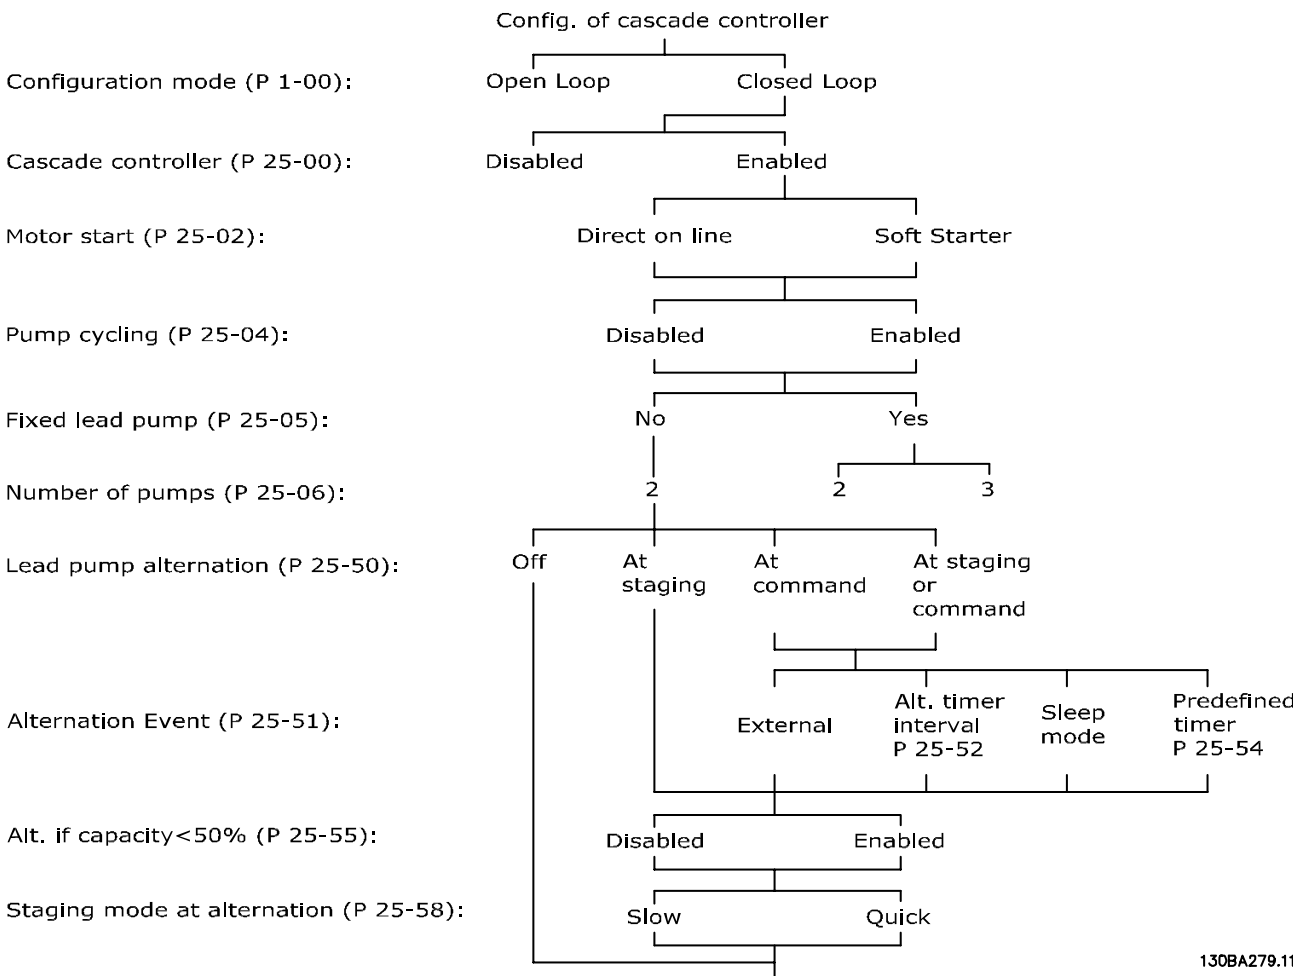 Config. of cascade controller
Configuration mode (P 1-00): Open Loop Closed Loop
Cascade controller (P 25-00): Disabled Enabled
Motor start (P 25-02): Direct on line Soft Starter
Pump cycling (P 25-04): Disabled Enabled
Fixed lead pump (P 25-05): No Yes
Number of pumps (P 25-06): 2 2 3
Lead pump alternation (P 25-50): Off
At
staging
At
command
At staging
or
command
Alternation Event (P 25-51): External
Alt. timer
interval
P 25-52
Sleep
mode
Predefined
timer
P 25-54
Alt. if capacity<50% (P 25-55): Disabled Enabled
Staging mode at alternation (P 25-58): Slow Quick
130BA279.11